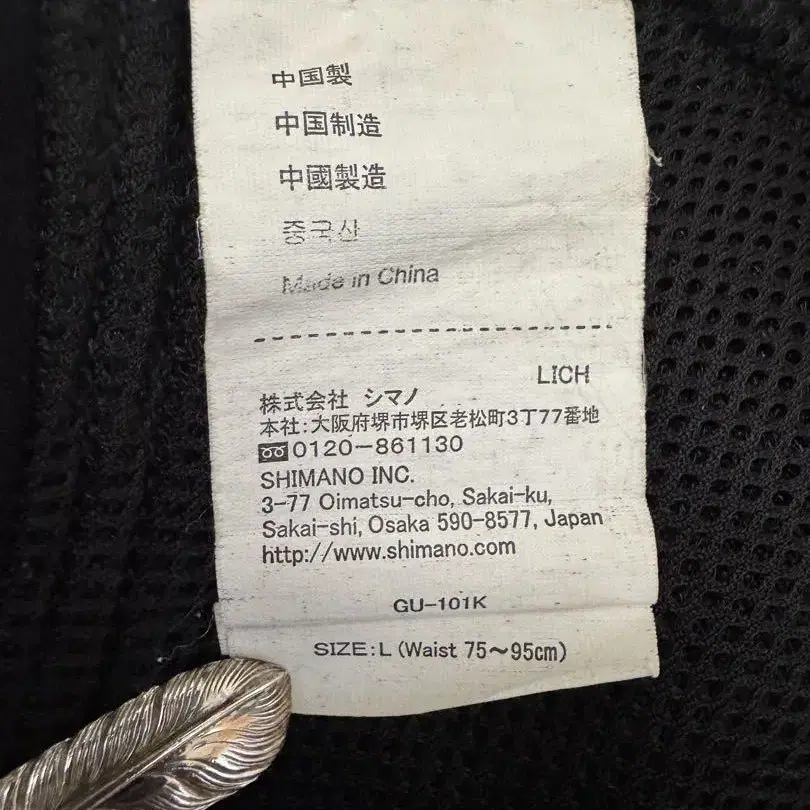 中国製
中国制造
中國製造
중국산
Made in China
LICH
株式会社 シマノ
本社:大阪府堺市堺区老松町3丁77番地
0120-861130
SHIMANO INC.
3-77 Oimatsu-cho, Sakai-ku,
Sakai-shi, Osaka 590-8577, Japan
http://www.shimano.com
GU-101K
SIZE:L (Waist 75～95cm)